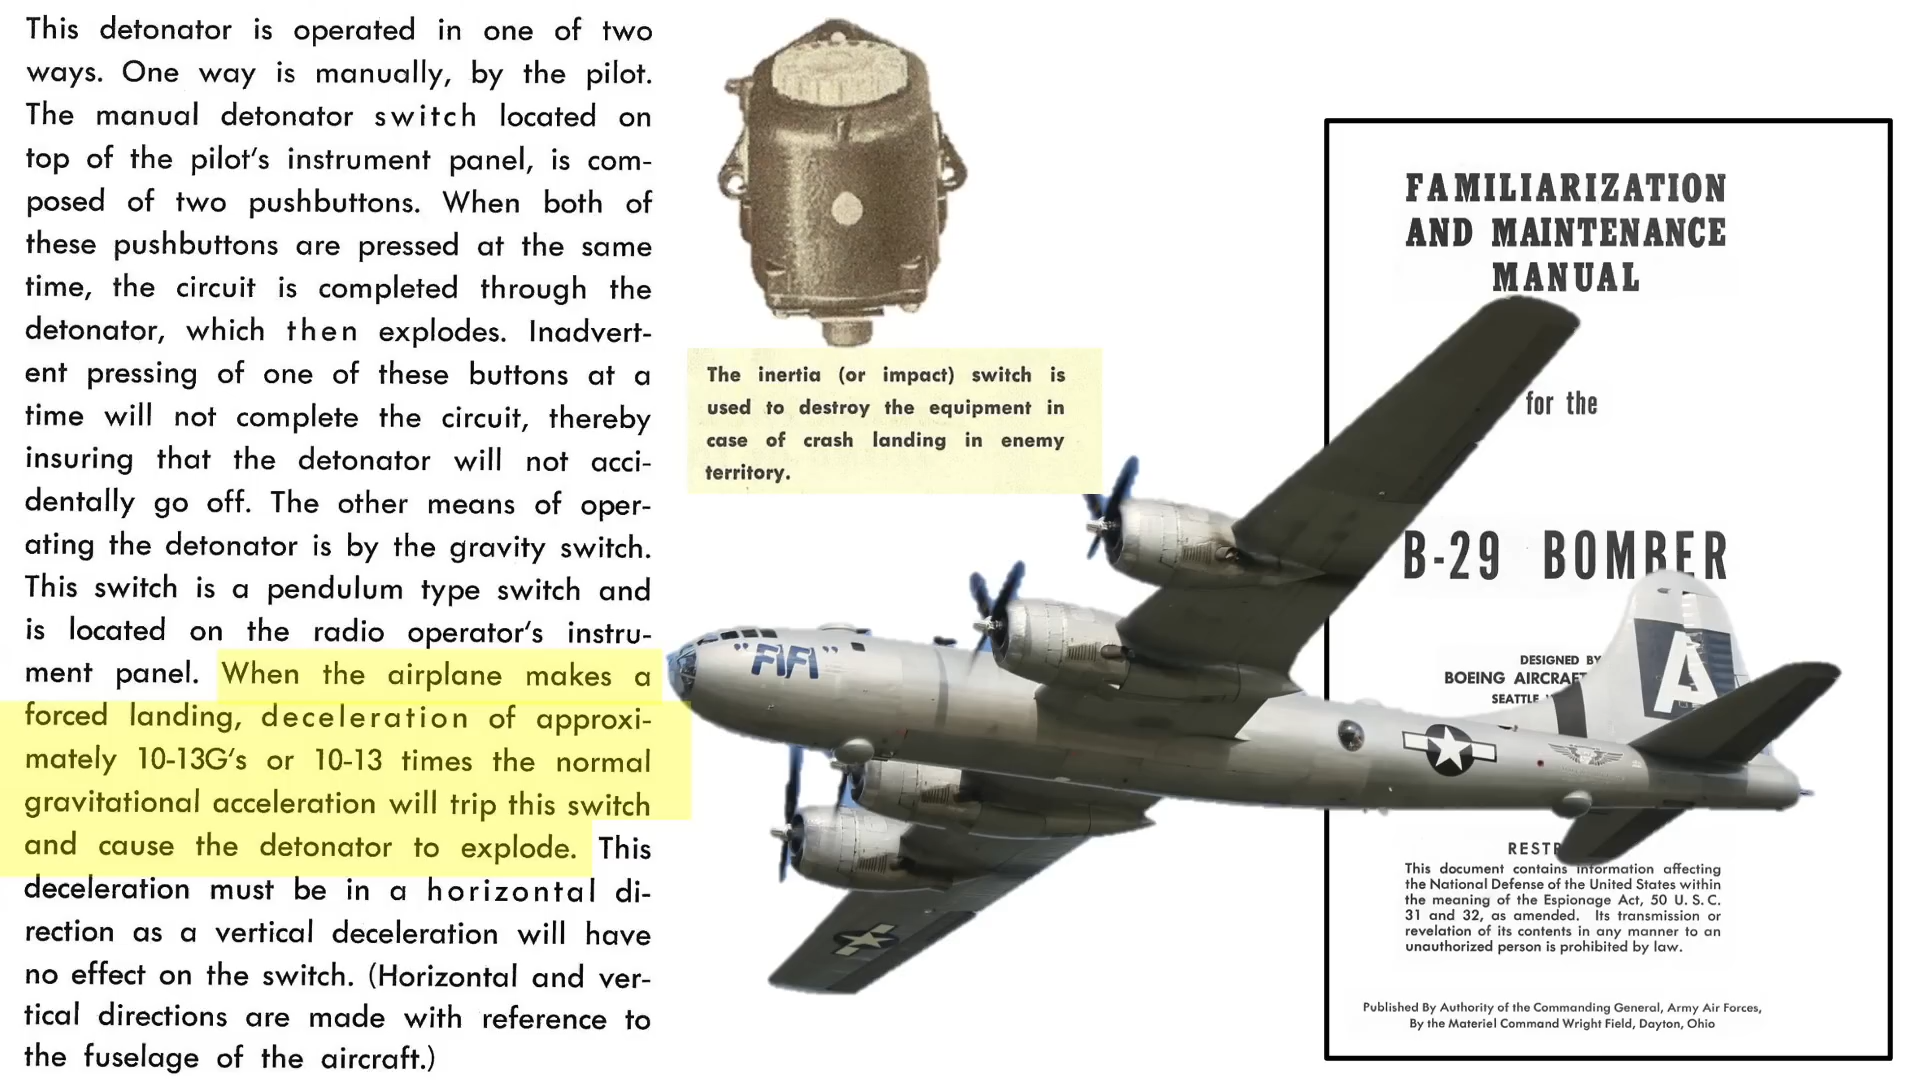 This detonator is operated in one of two
ways. One way is manually, by the pilot.
The manual detonator switch located on
top of the pilot's instrument panel, is com-
posed of two pushbuttons. When both of
these pushbuttons are pressed at the same
time, the circuit is completed through the
detonator, which then explodes. Inadvert-
ent pressing of one of these buttons at a
time will not complete the circuit, thereby
insuring that the detonator will not acci-
dentally go off. The other means of oper-
ating the detonator is by the gravity switch.
This switch is a pendulum type switch and
is located on the radio operator's instru-
ment panel. When the airplane makes a
forced landing, deceleration of approxi-
mately 10-13G's or 10-13 times the normal
gravitational acceleration will trip this switch
and cause the detonator to explode. This
deceleration must be in a horizontal di-
rection as a vertical deceleration will have
no effect on the switch. (Horizontal and ver-
tical directions are made with reference to
the fuselage of the aircraft.)
The inertia (or impact) switch is
used to destroy the equipment in
case of crash landing in enemy
territory.
"FIFI"
A
FAMILIARIZATION
AND MAINTENANCE
MANUAL
for the
B-29 BOMBER
DESIGNED BY
BOEING AIRCRAFT
SEATTLE
RESTR
This document contains information affecting
the National Defense of the United States within
the meaning of the Espionage Act, 50 U. S. C.
31 and 32, as amended. Its transmission or
revelation of its contents in any manner to an
unauthorized person is prohibited by law.
Published By Authority of the Commanding General, Army Air Forces,
By the Materiel Command Wright Field, Dayton, Ohio